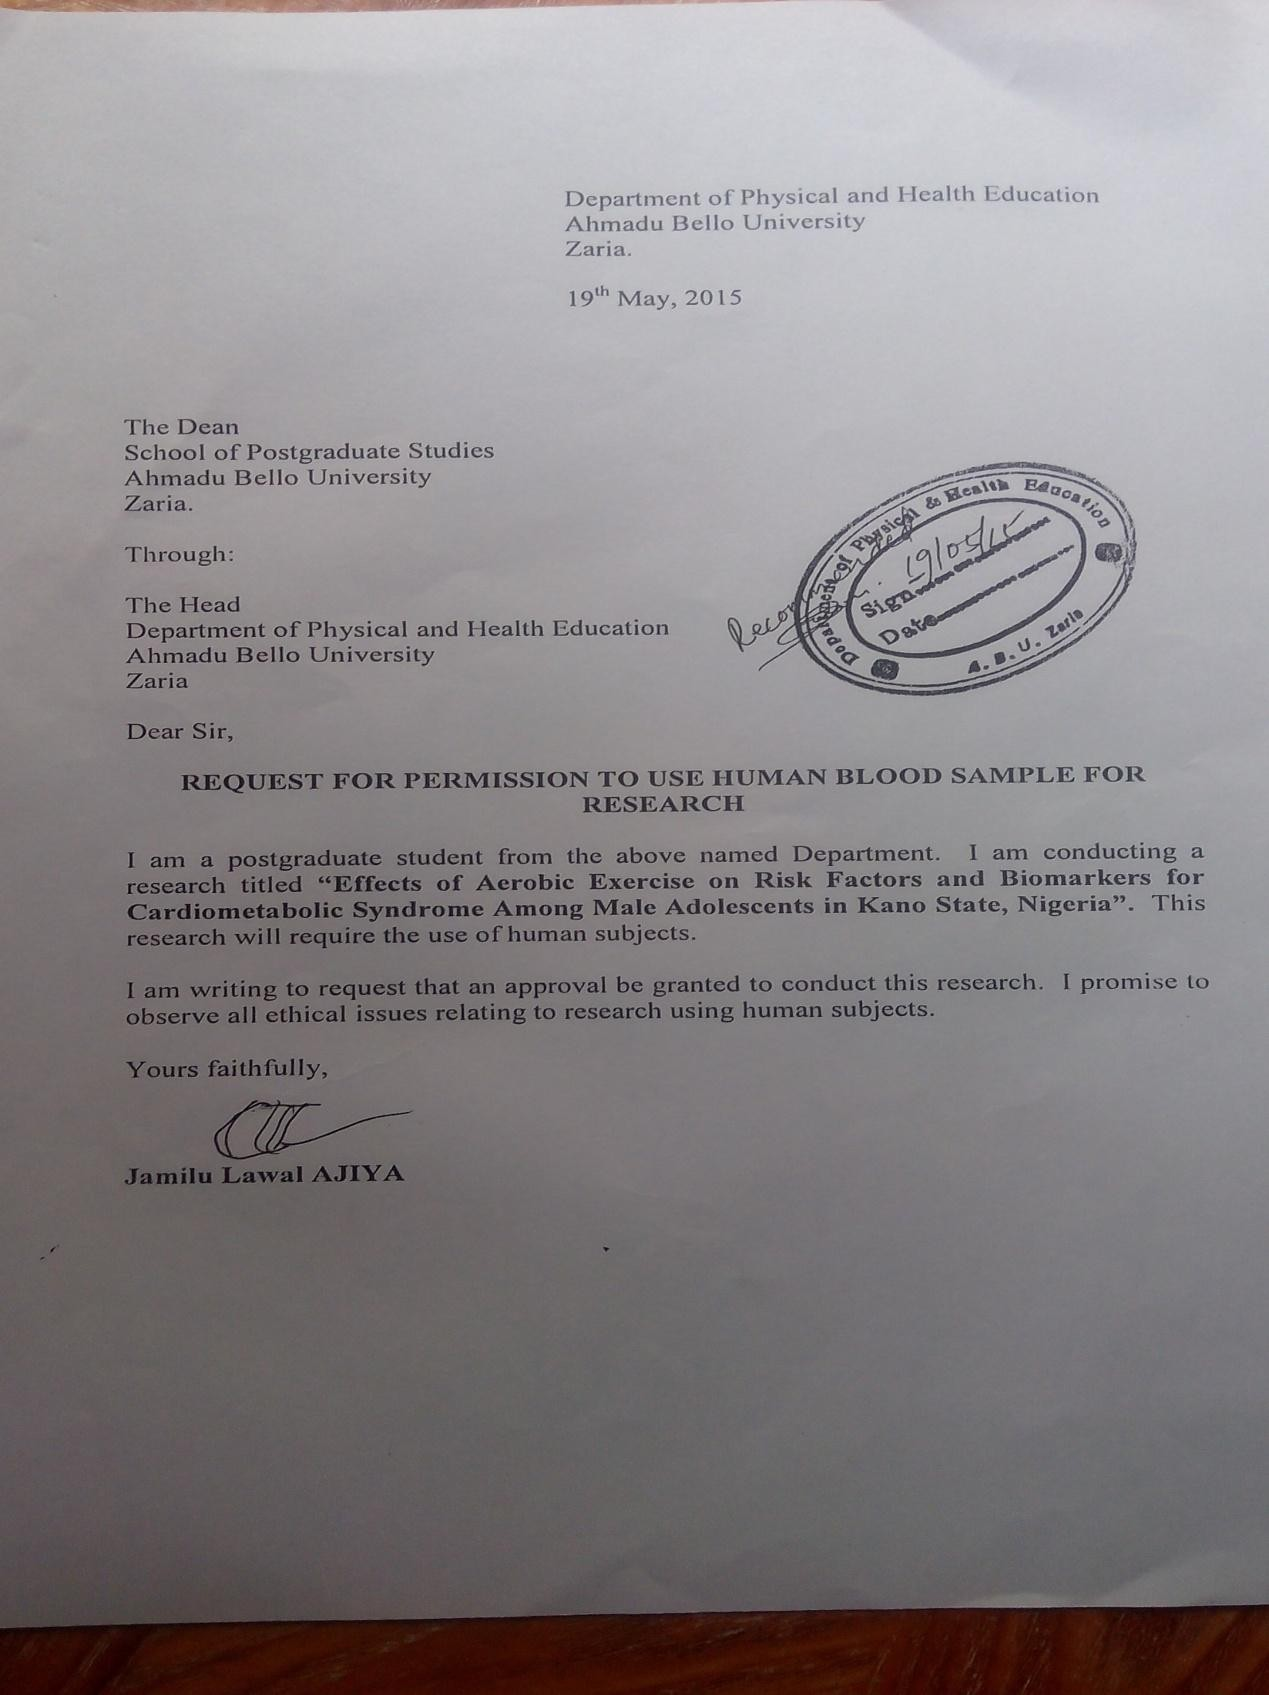 Department of Physical and Health Education
Ahmadu Bello University
Zaria.
19th May, 2015
The Dean
School of Postgraduate Studies
Ahmadu Bello University
Zaria.
Through:
The Head
Department of Physical and Health Education
Ahmadu Bello University
Zaria
Department of Physical & Health Education
Recommended
19/05/15
Sign
Date
A. B. U. Zaria
Dear Sir,
REQUEST FOR PERMISSION TO USE HUMAN BLOOD SAMPLE FOR
RESEARCH
I am a postgraduate student from the above named Department. I am conducting a
research titled “Effects of Aerobic Exercise on Risk Factors and Biomarkers for
Cardiometabolic Syndrome Among Male Adolescents in Kano State, Nigeria”. This
research will require the use of human subjects.
I am writing to request that an approval be granted to conduct this research. I promise to
observe all ethical issues relating to research using human subjects.
Yours faithfully,
Jamilu Lawal AJIYA